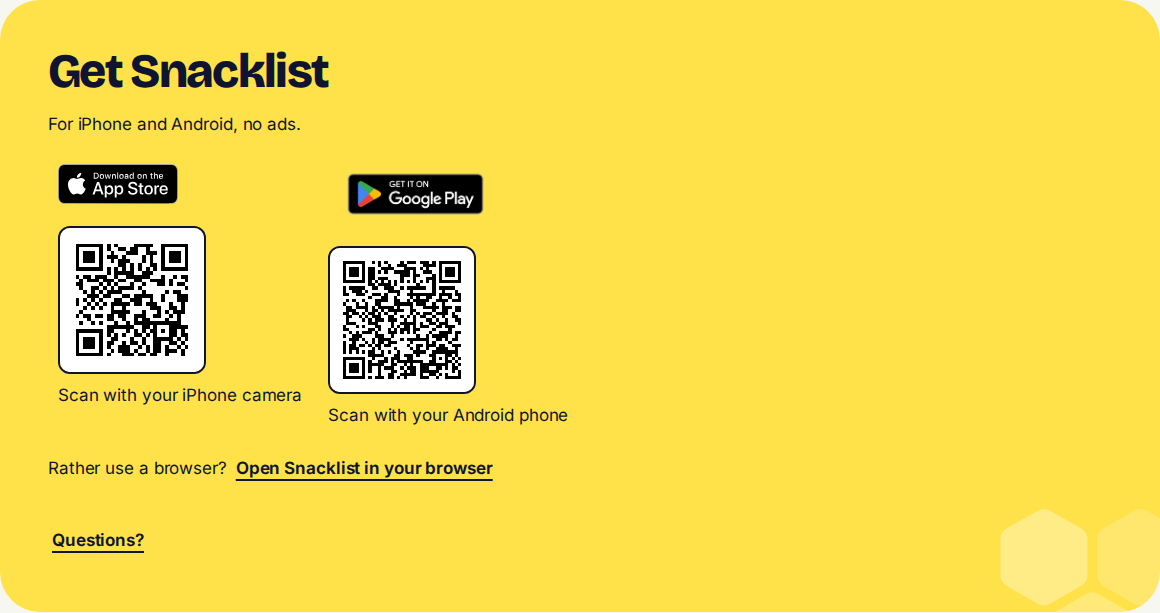 Get Snacklist
For iPhone and Android, no ads.
Download on the
App Store
GET IT ON
Google Play
Scan with your iPhone camera
Scan with your Android phone
Rather use a browser? Open Snacklist in your browser
Questions?